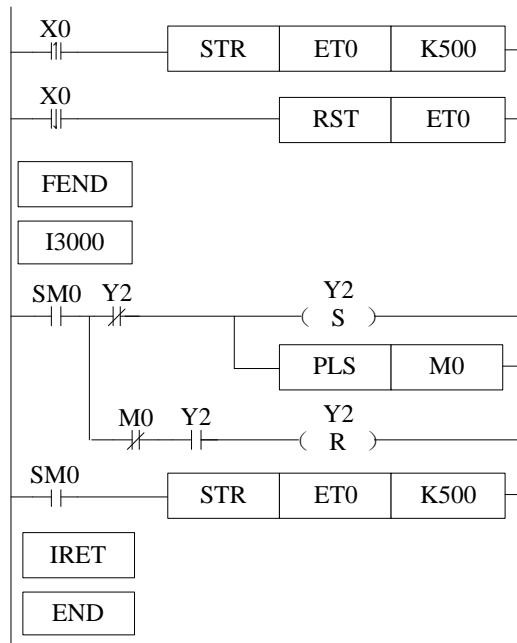 X0
STR ET0 K500
X0
RST ET0
FEND
I3000
SM0 Y2 Y2
S
PLS M0
M0 Y2 Y2
R
SM0
STR ET0 K500
IRET
END